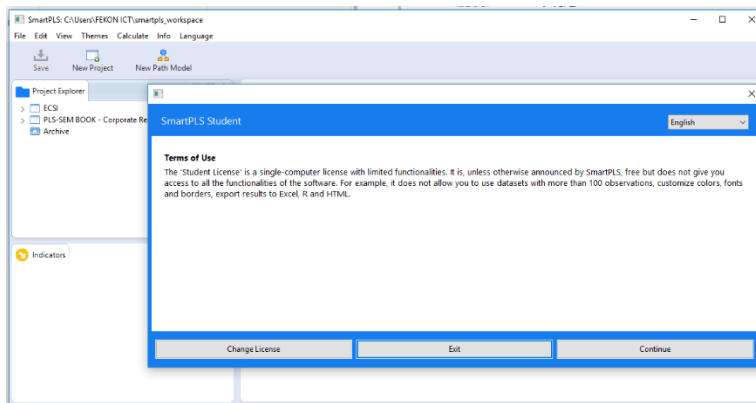 SmartPLS: C:\Users\FEKON ICT\smartpls_workspace
File Edit View Themes Calculate Info Language
Save New Project New Path Model
Project Explorer
ECSI
PLS-SEM BOOK - Corporate Re
Archive
Indicators
SmartPLS Student
English
Terms of Use
The 'Student License' is a single-computer license with limited functionalities. It is, unless otherwise announced by SmartPLS, free but does not give you
access to all the functionalities of the software. For example, it does not allow you to use datasets with more than 100 observations, customize colors, fonts
and borders, export results to Excel, R and HTML.
Change License Exit Continue